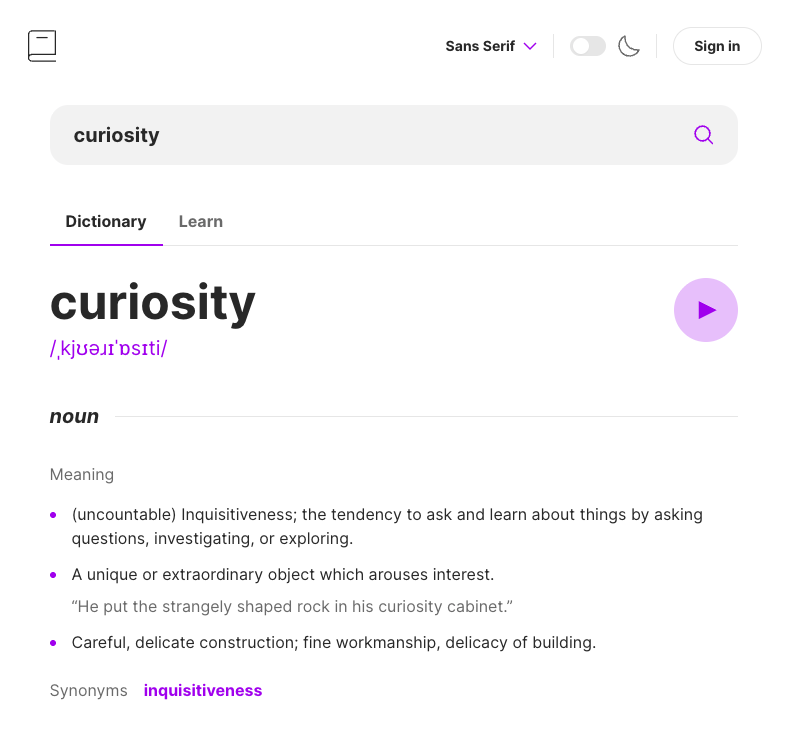 Sans Serif
Sign in
curiosity
Dictionary Learn
curiosity
/ˌkjʊəɹɪˈɒsɪti/
noun
Meaning
(uncountable) Inquisitiveness; the tendency to ask and learn about things by asking
questions, investigating, or exploring.
A unique or extraordinary object which arouses interest.
“He put the strangely shaped rock in his curiosity cabinet.”
Careful, delicate construction; fine workmanship, delicacy of building.
Synonyms inquisitiveness